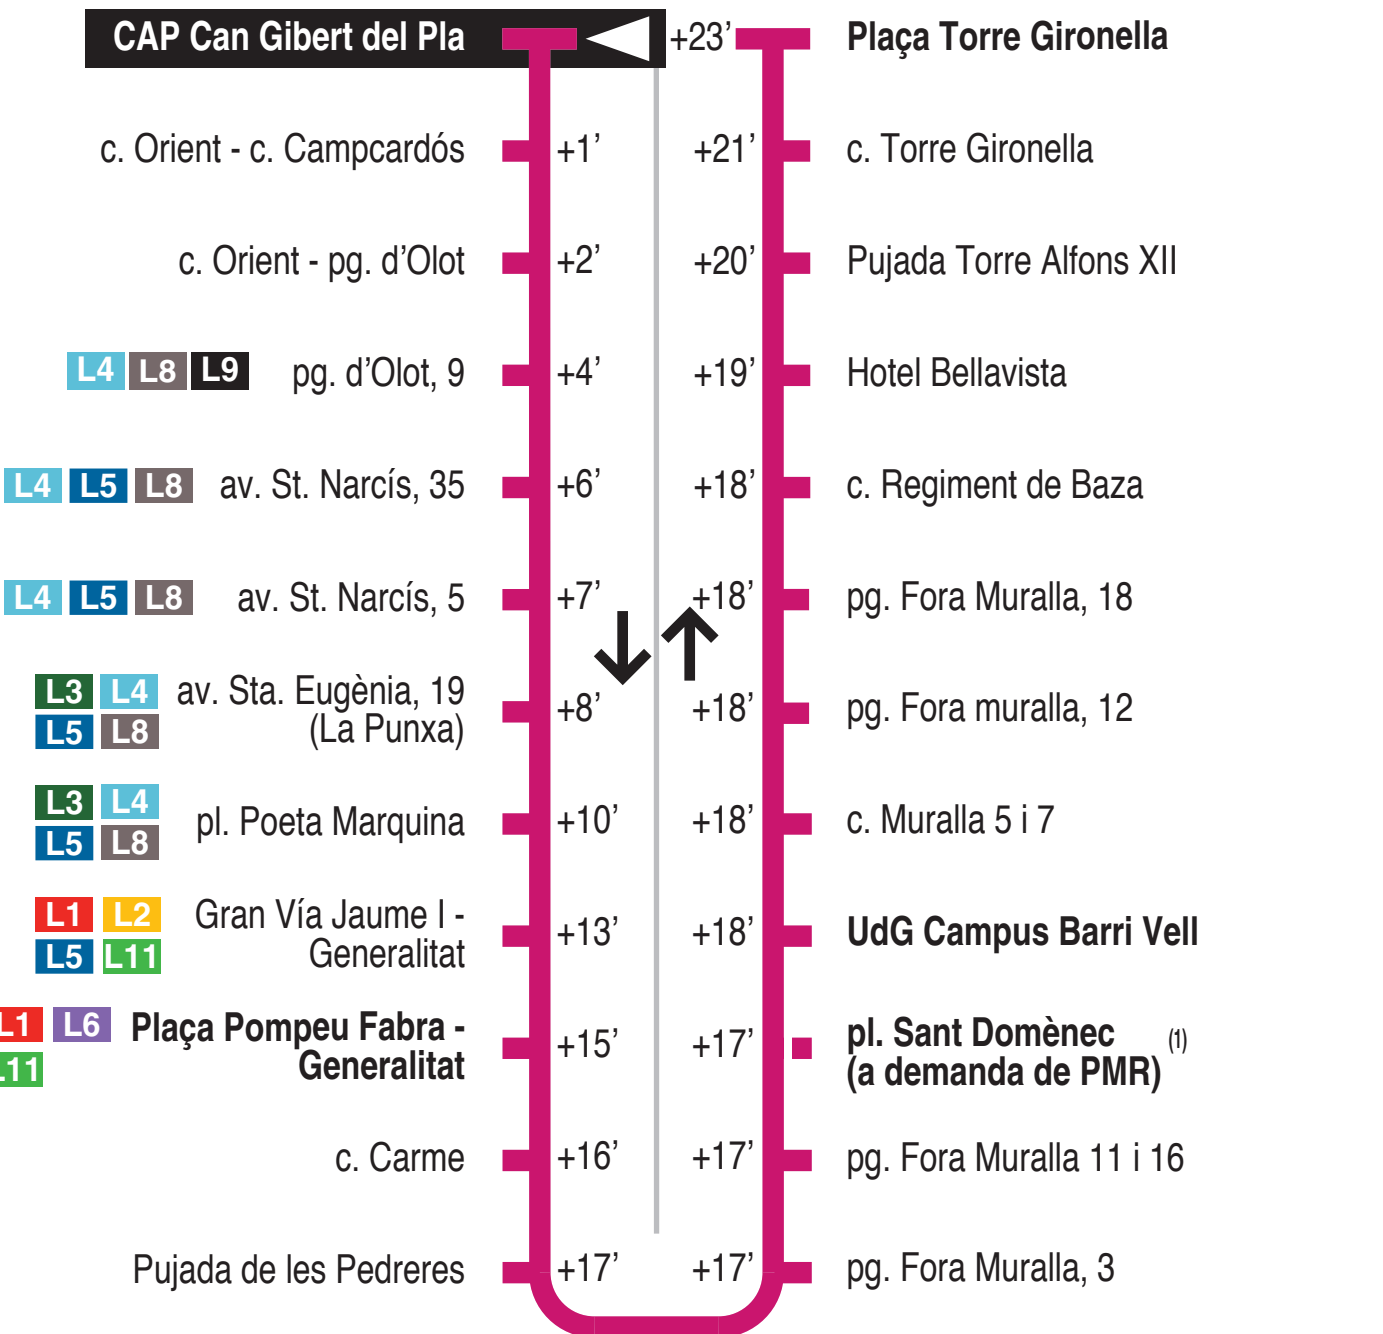 CAP Can Gibert del Pla
c. Orient - c. Campcardós +1’
c. Orient - pg. d’Olot +2’
L4 L8 L9 pg. d’Olot, 9 +4’
L4 L5 L8 av. St. Narcís, 35 +6’
L4 L5 L8 av. St. Narcís, 5 +7’
L3 L4 av. Sta. Eugènia, 19
L5 L8 (La Punxa) +8’
L3 L4
L5 L8
pl. Poeta Marquina +10’
L1 L2 Gran Vía Jaume I -
L5 L11 Generalitat +13’
L1 L6 Plaça Pompeu Fabra -
L11 Generalitat +15’
c. Carme +16’
Pujada de les Pedreres +17’
+23’ Plaça Torre Gironella
+21’ c. Torre Gironella
+20’ Pujada Torre Alfons XII
+19’ Hotel Bellavista
+18’ c. Regiment de Baza
+18’ pg. Fora Muralla, 18
+18’ pg. Fora muralla, 12
+18’ c. Muralla 5 i 7
+18’ UdG Campus Barri Vell
+17’ pl. Sant Domènec (1)
(a demanda de PMR)
+17’ pg. Fora Muralla 11 i 16
+17’ pg. Fora Muralla, 3